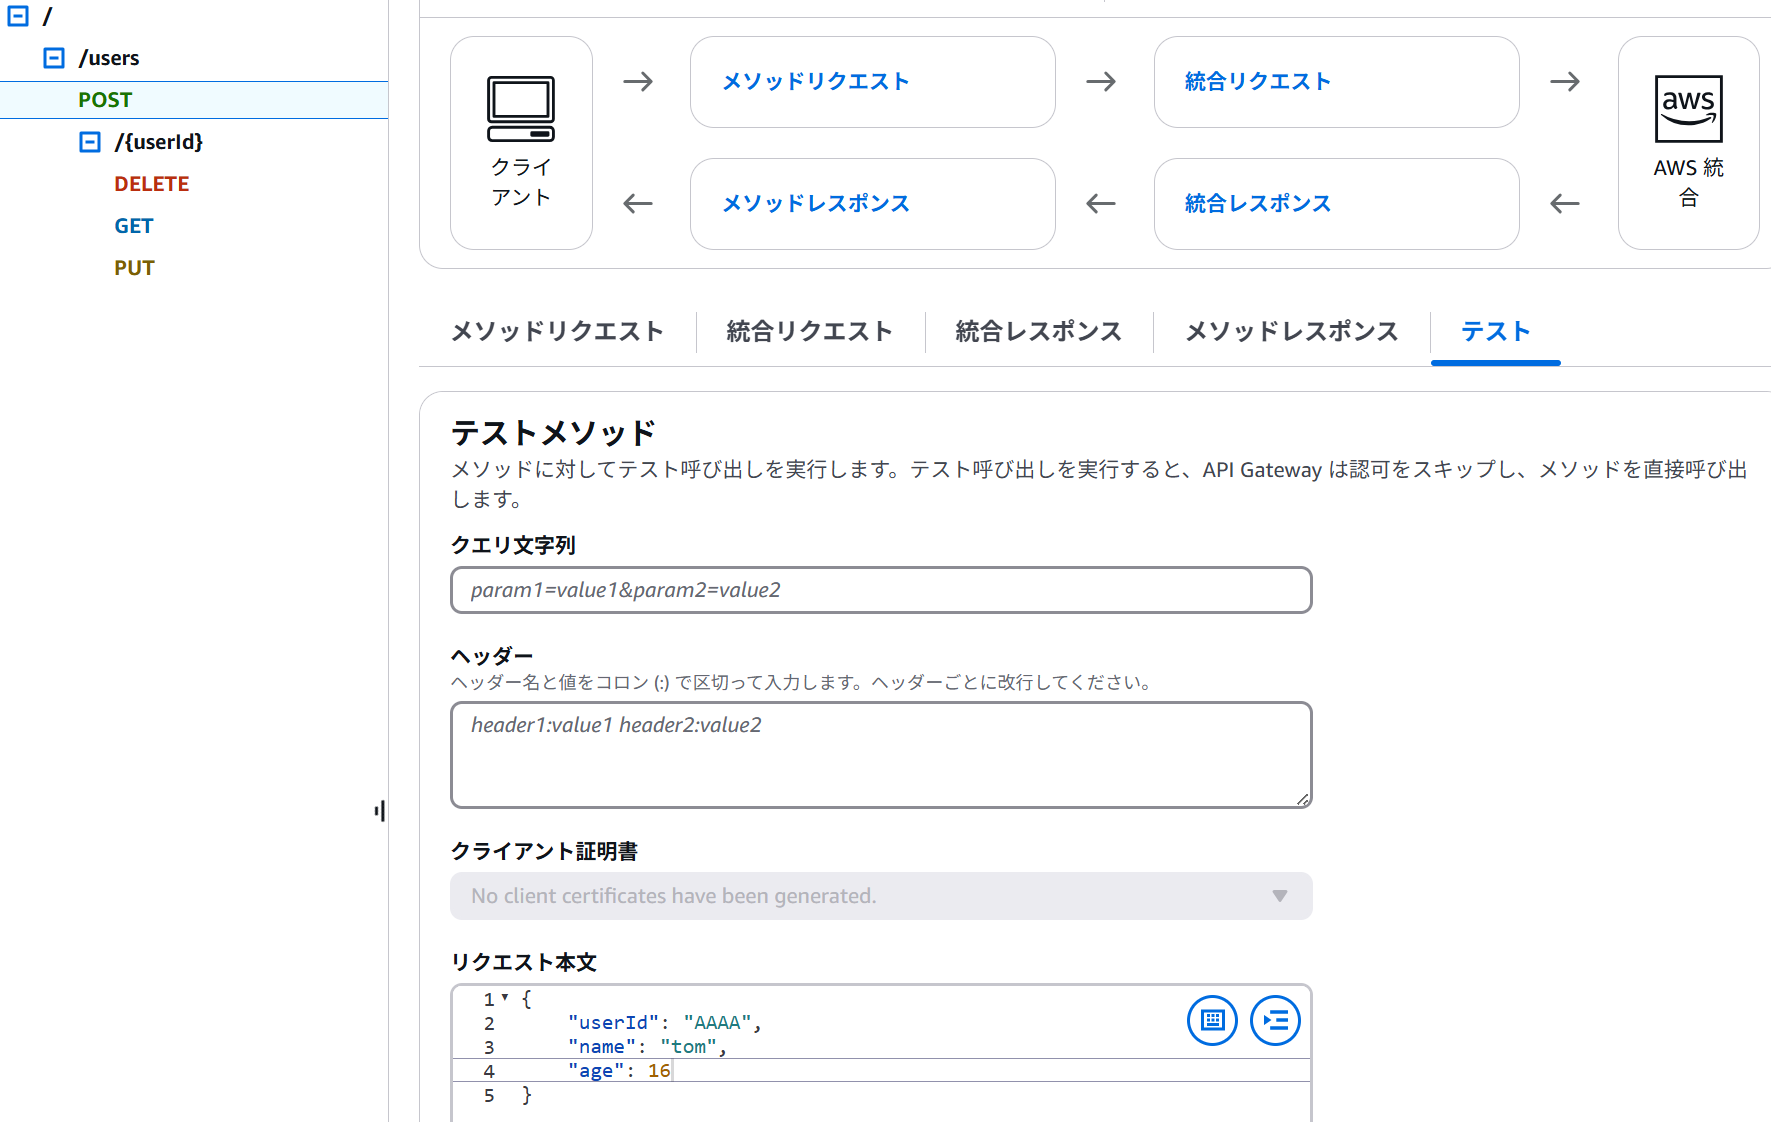 /
/users
POST
/{userId}
DELETE
GET
PUT
クライ
アント
メソッドリクエスト
統合リクエスト
aws
AWS 統
合
メソッドレスポンス
統合レスポンス
メソッドリクエスト
統合リクエスト
統合レスポンス
メソッドレスポンス
テスト
テストメソッド
メソッドに対してテスト呼び出しを実行します。テスト呼び出しを実行すると、API Gateway は認可をスキップし、メソッドを直接呼び出
します。
クエリ文字列
param1=value1&param2=value2
ヘッダー
ヘッダー名と値をコロン (:) で区切って入力します。ヘッダーごとに改行してください。
header1:value1 header2:value2
クライアント証明書
No client certificates have been generated.
リクエスト本文
1 {
2 "userId": "AAAA",
3 "name": "tom",
4 "age": 16
5 }